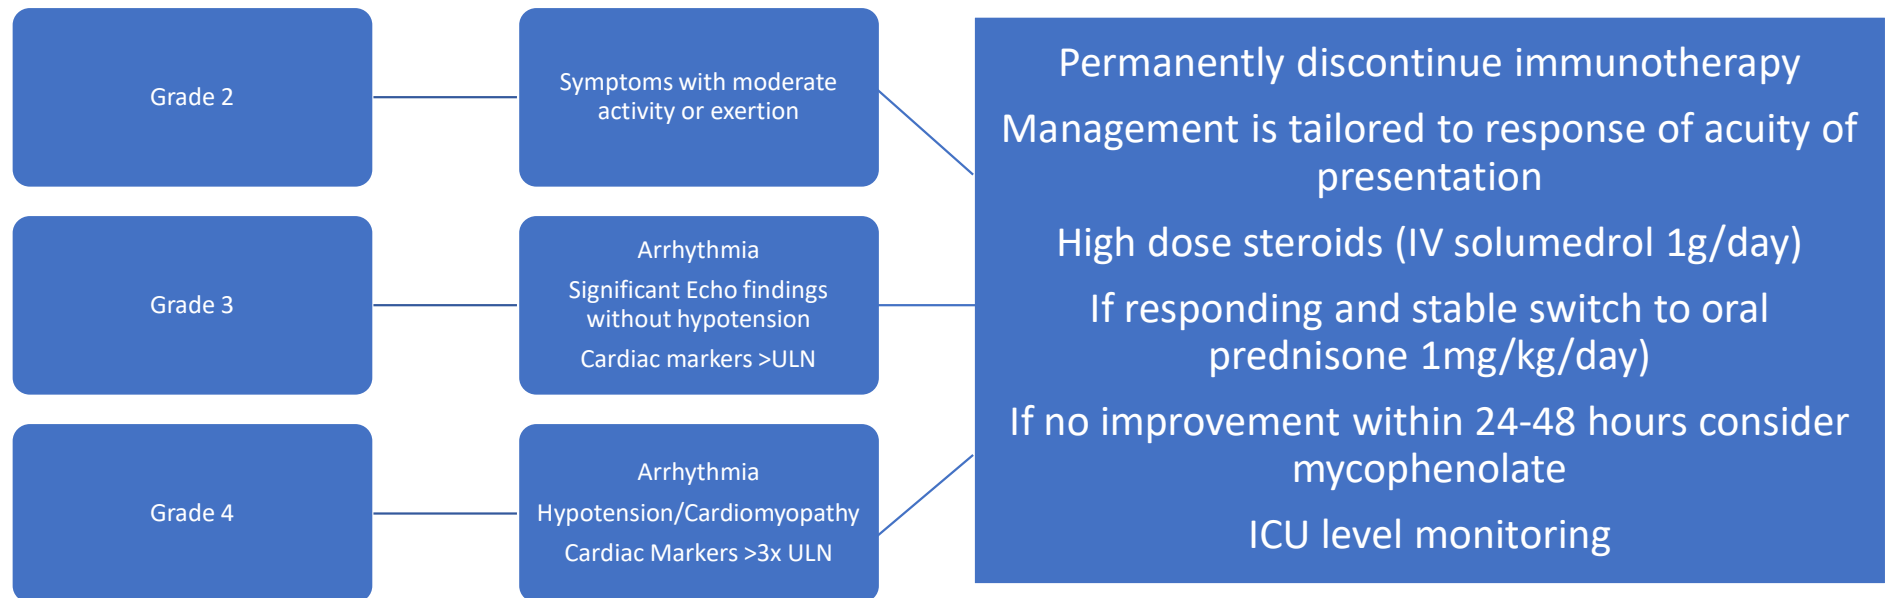 Grade 2
Symptoms with moderate
activity or exertion
Grade 3
Arrhythmia
Significant Echo findings
without hypotension
Cardiac markers >ULN
Grade 4
Arrhythmia
Hypotension/Cardiomyopathy
Cardiac Markers >3x ULN
Permanently discontinue immunotherapy
Management is tailored to response of acuity of
presentation
High dose steroids (IV solumedrol 1g/day)
If responding and stable switch to oral
prednisone 1mg/kg/day)
If no improvement within 24-48 hours consider
mycophenolate
ICU level monitoring